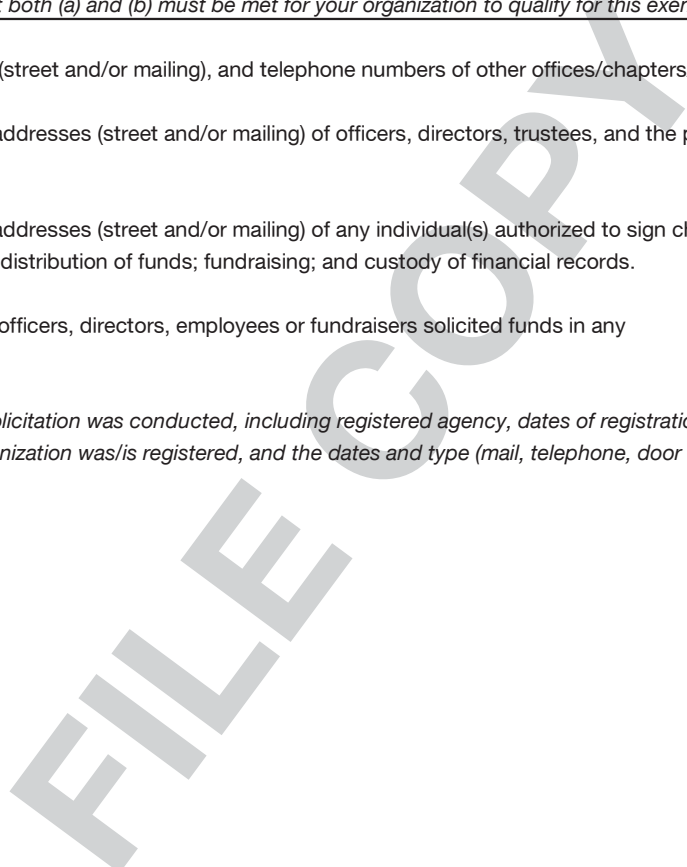 both (a) and (b) must be met for your organization to qualify for this
(street and/or mailing), and telephone numbers of other offices/chapters
addresses (street and/or mailing) of officers, directors, trustees, and the
addresses (street and/or mailing) of any individual(s) authorized to sign
distribution of funds; fundraising; and custody of financial records.
officers, directors, employees or fundraisers solicited funds in any
licitation was conducted, including registered agency, dates of registratio
nization was/is registered, and the dates and type (mail, telephone, door
FILE COPY